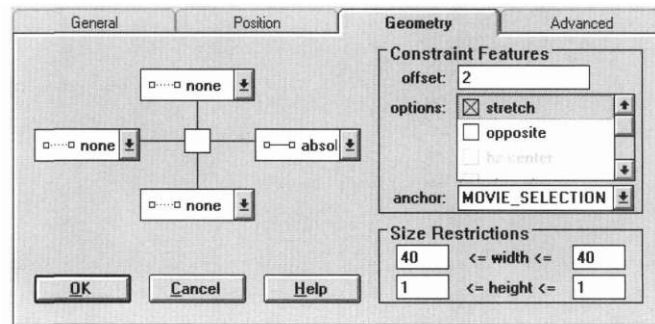 General Position Geometry Advanced
Constraint Features
none
offset: 2
options: stretch
none
absol
opposite
none
anchor: MOVIE_SELECTION
Size Restrictions
40 <= width <= 40
OK Cancel Help
1 <= height <= 1